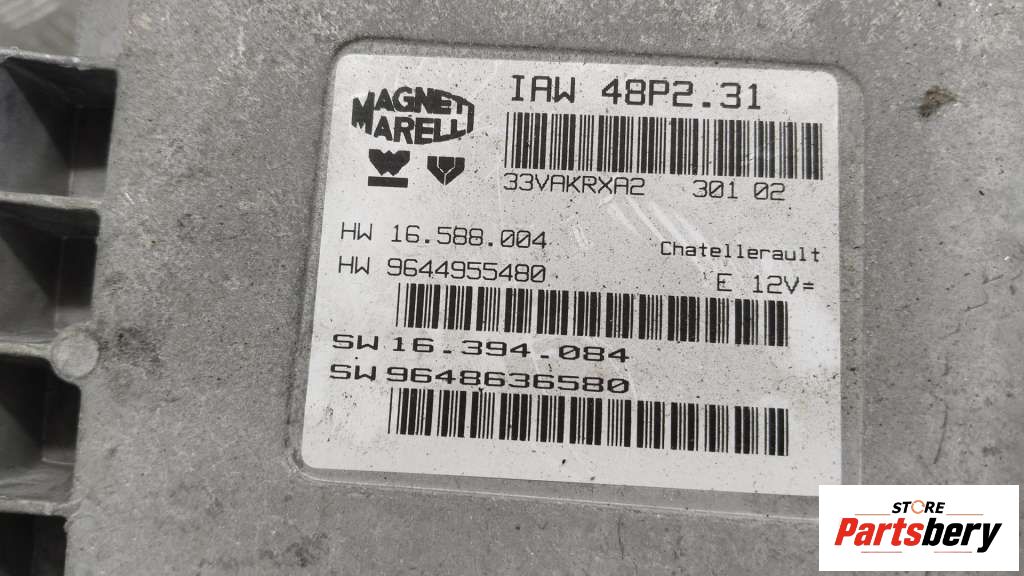 IAW 48P2.31
MAGNETI
MARELLI
33VAKRXA2 301 02
HW 16.588.004
Chatellerault
HW 9644955480
E 12V=
SW 16.394.084
SW 9648636580
STORE
Partsbery